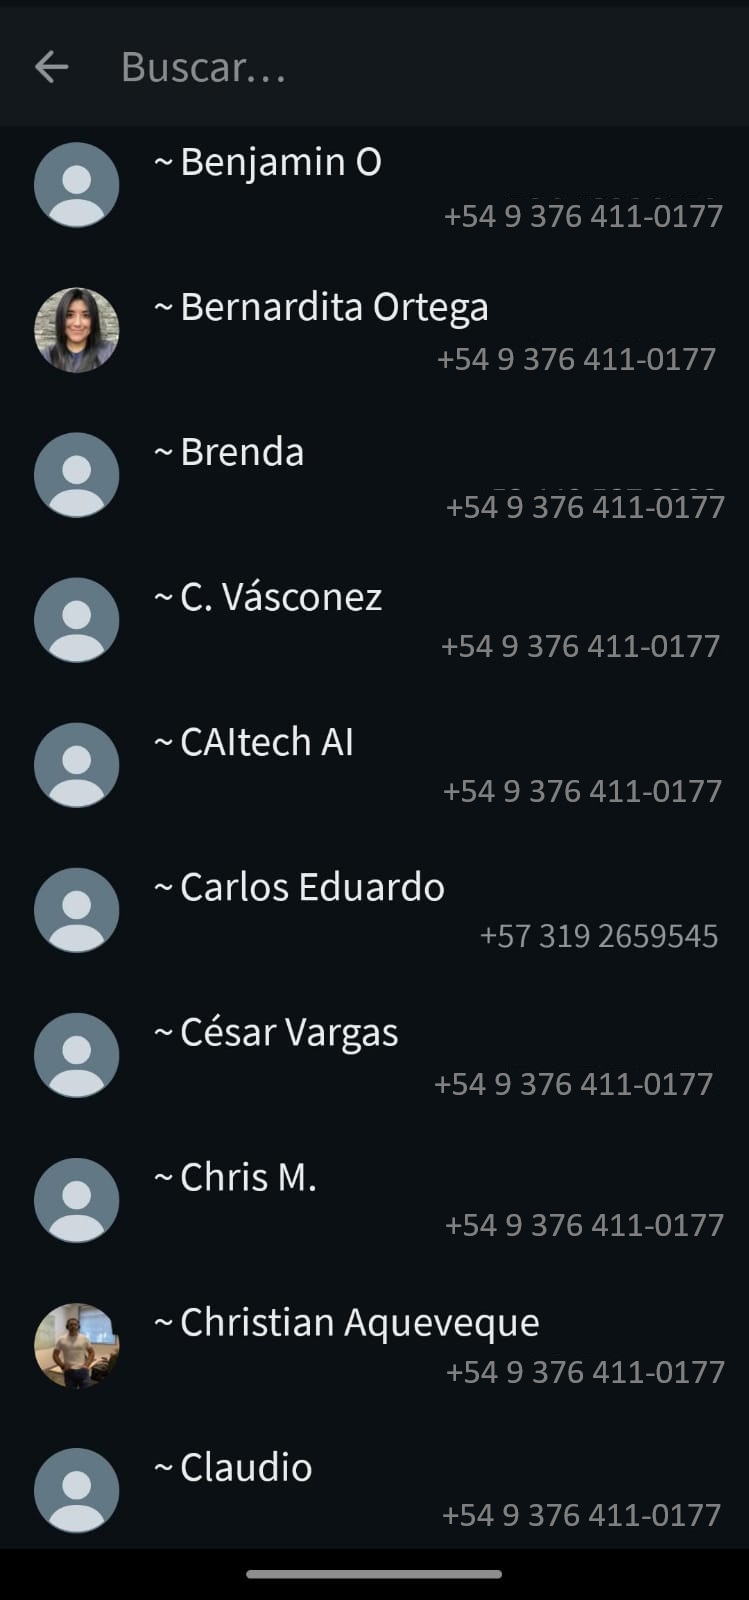 Buscar...
~ Benjamin O
+54 9 376 411-0177
~ Bernardita Ortega
+54 9 376 411-0177
~ Brenda
+54 9 376 411-0177
~ C. Vásconez
+54 9 376 411-0177
~ CAItech AI
+54 9 376 411-0177
~ Carlos Eduardo
+57 319 2659545
~ César Vargas
+54 9 376 411-0177
~ Chris M.
+54 9 376 411-0177
~ Christian Aqueveque
+54 9 376 411-0177
~ Claudio
+54 9 376 411-0177